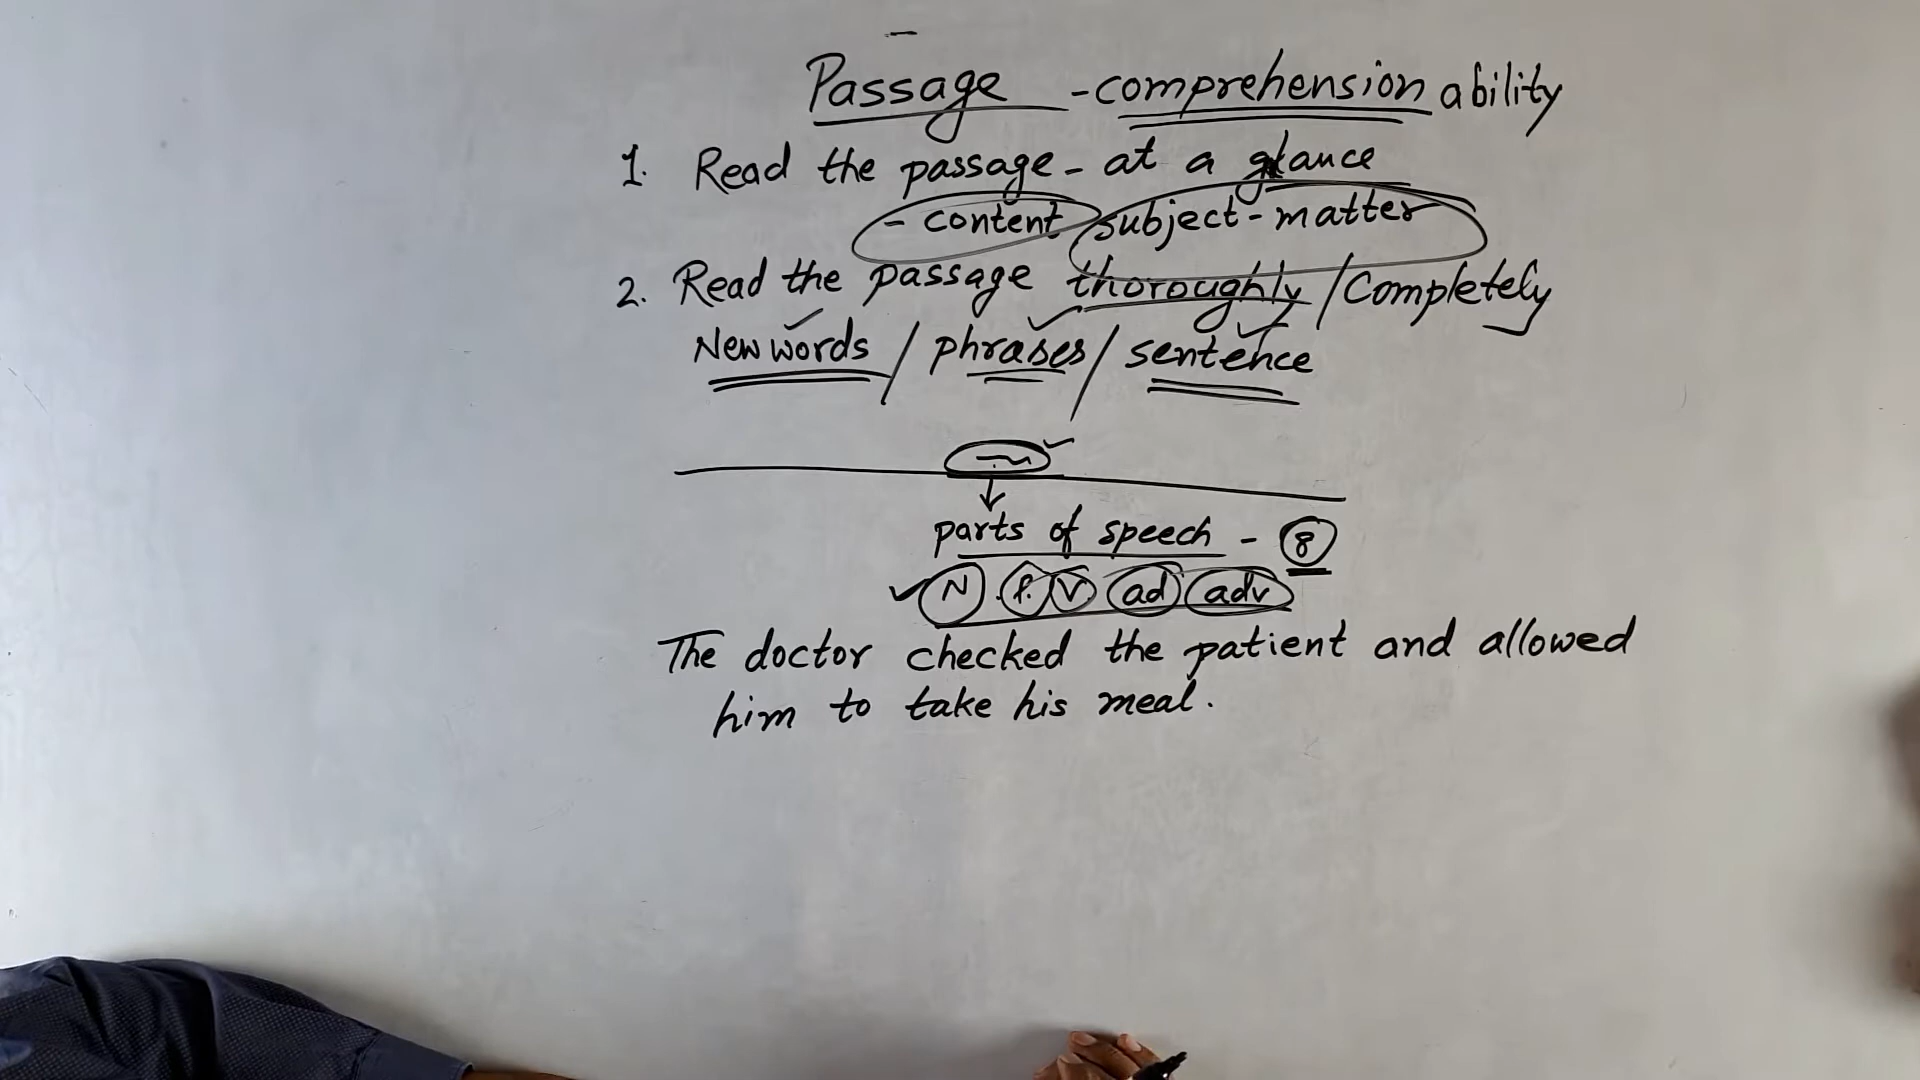 Passage - comprehension ability
1. Read the passage - at a glance
- content subject-matter
2. Read the passage thoroughly / Completely
New words / phrases / sentence
parts of speech - 8
N P. V ad adv
The doctor checked the patient and allowed
him to take his meal.